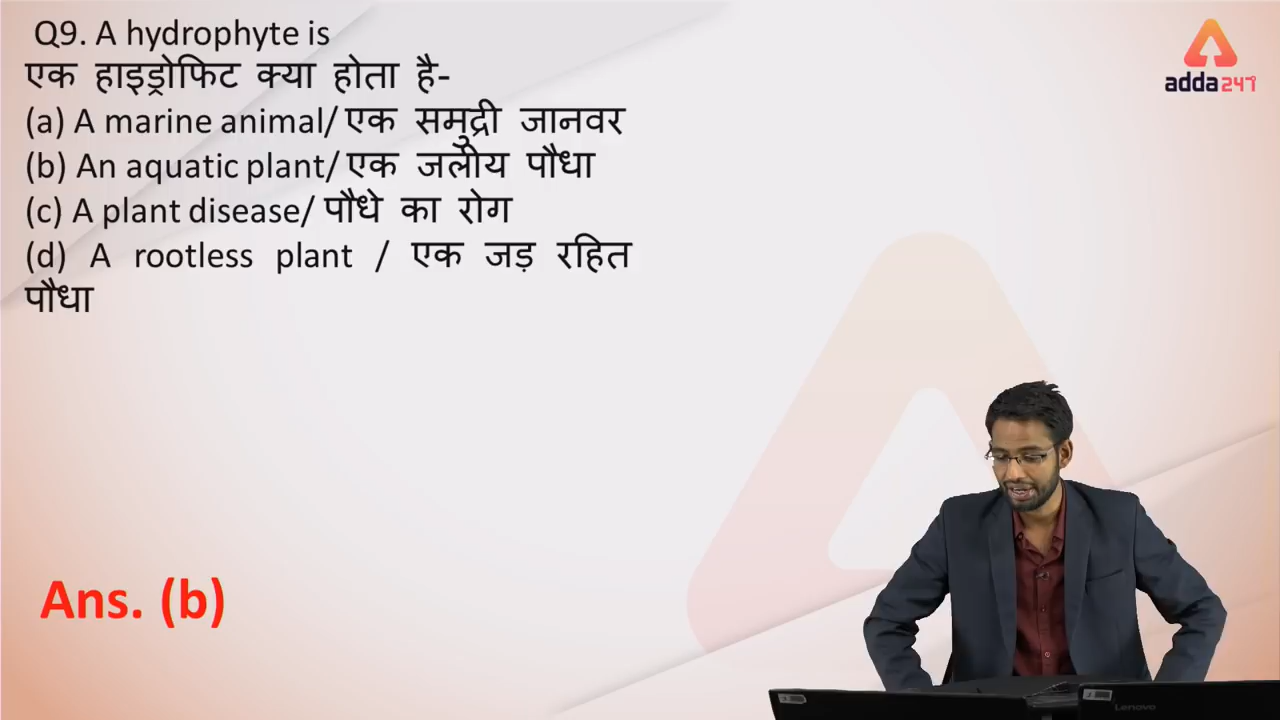 Q9. A hydrophyte is
एक हाइड्रोफिट क्या होता है-
(a) A marine animal/ एक समुद्री जानवर
(b) An aquatic plant/ एक जलीय पौधा
(c) A plant disease/ पौधे का रोग
(d) A rootless plant / एक जड़ रहित
पौधा
Ans. (b)
adda247
Lenovo